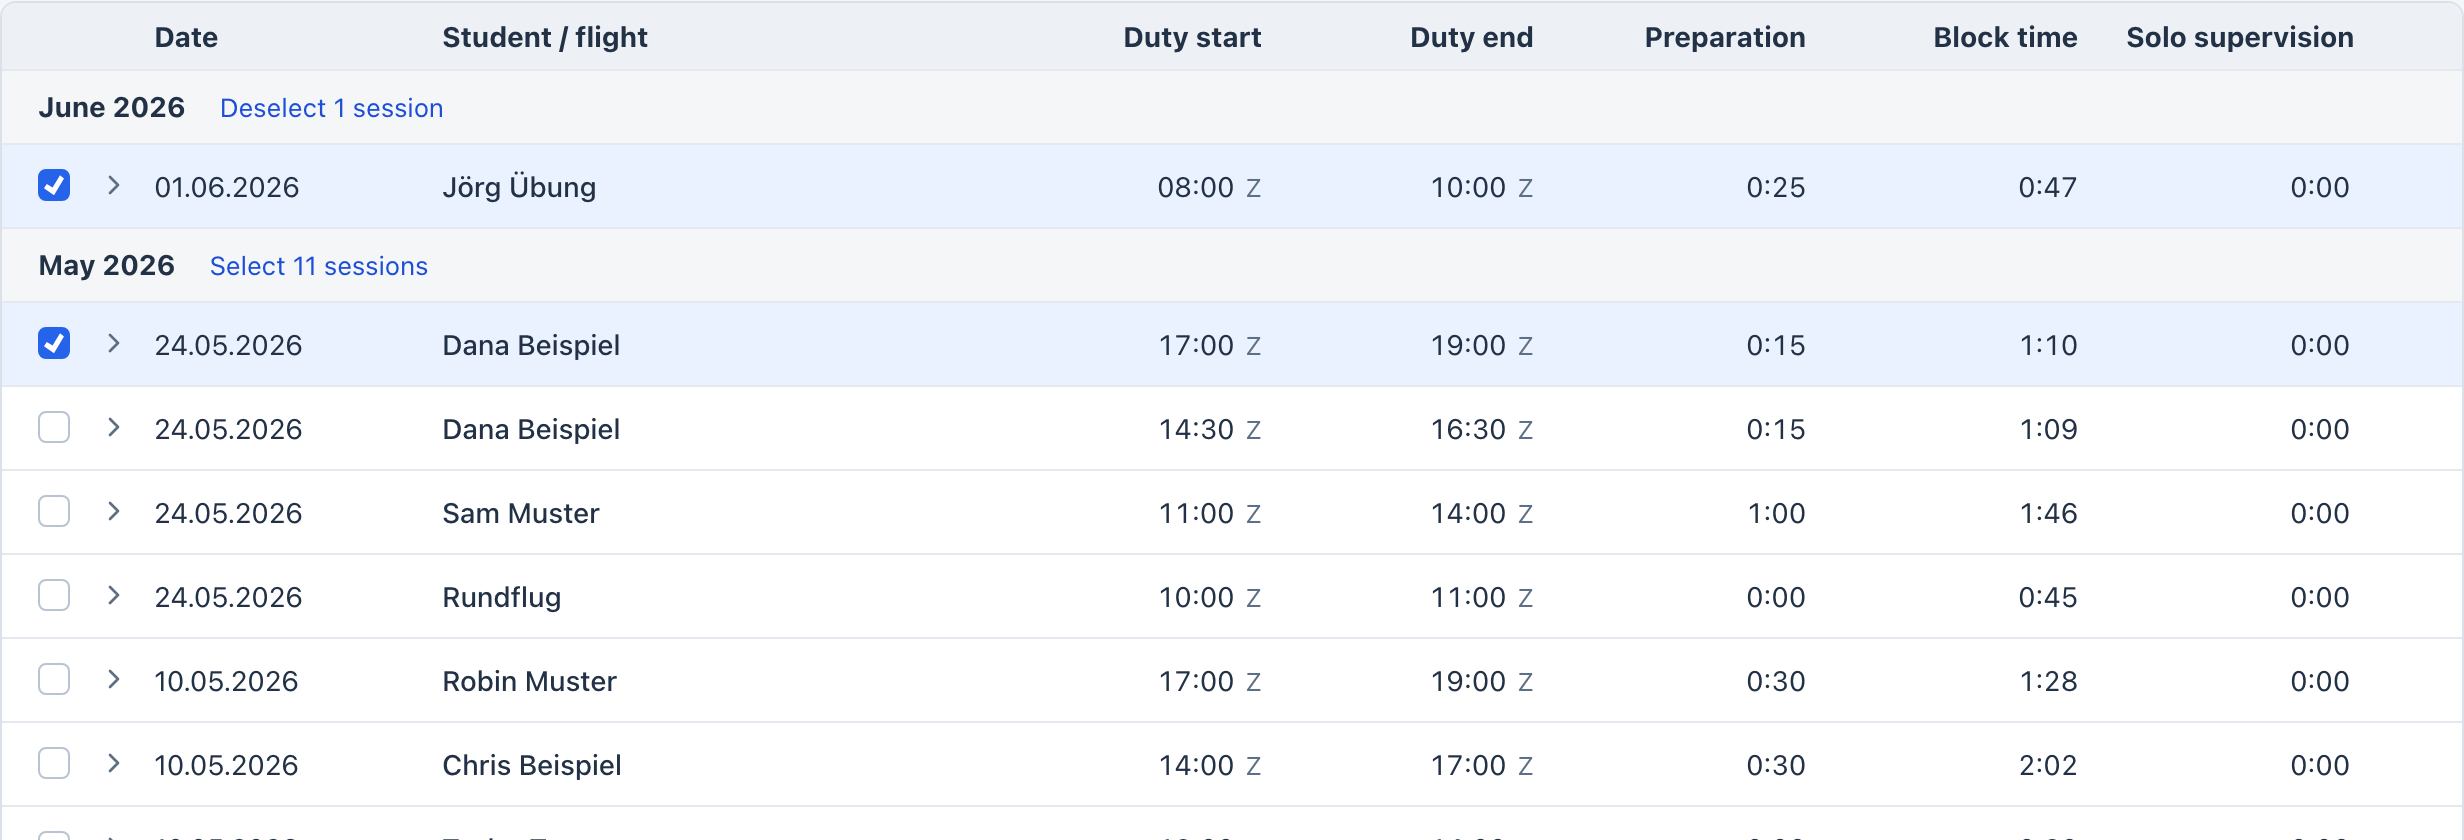 Date Student / flight Duty start Duty end Preparation Block time Solo supervision
June 2026 Deselect 1 session
01.06.2026 Jörg Übung 08:00 Z 10:00 Z 0:25 0:47 0:00
May 2026 Select 11 sessions
24.05.2026 Dana Beispiel 17:00 Z 19:00 Z 0:15 1:10 0:00
24.05.2026 Dana Beispiel 14:30 Z 16:30 Z 0:15 1:09 0:00
24.05.2026 Sam Muster 11:00 Z 14:00 Z 1:00 1:46 0:00
24.05.2026 Rundflug 10:00 Z 11:00 Z 0:00 0:45 0:00
10.05.2026 Robin Muster 17:00 Z 19:00 Z 0:30 1:28 0:00
10.05.2026 Chris Beispiel 14:00 Z 17:00 Z 0:30 2:02 0:00